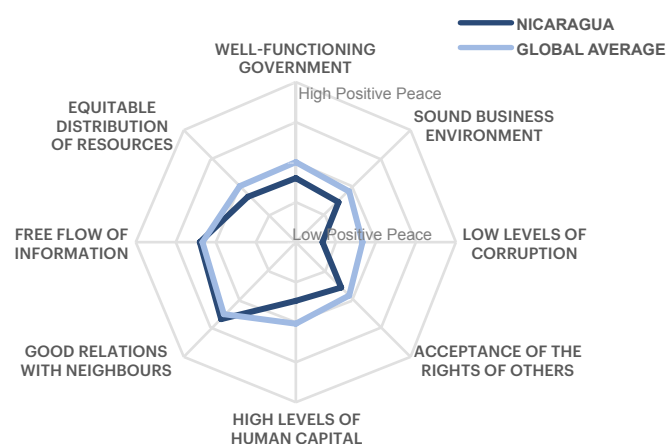 NICARAGUA
GLOBAL AVERAGE
WELL-FUNCTIONING
GOVERNMENT
High Positive Peace
EQUITABLE
DISTRIBUTION
OF RESOURCES
SOUND BUSINESS
ENVIRONMENT
FREE FLOW OF
INFORMATION
Low Positive Peace
LOW LEVELS OF
CORRUPTION
GOOD RELATIONS
WITH NEIGHBOURS
ACCEPTANCE OF THE
RIGHTS OF OTHERS
HIGH LEVELS OF
HUMAN CAPITAL